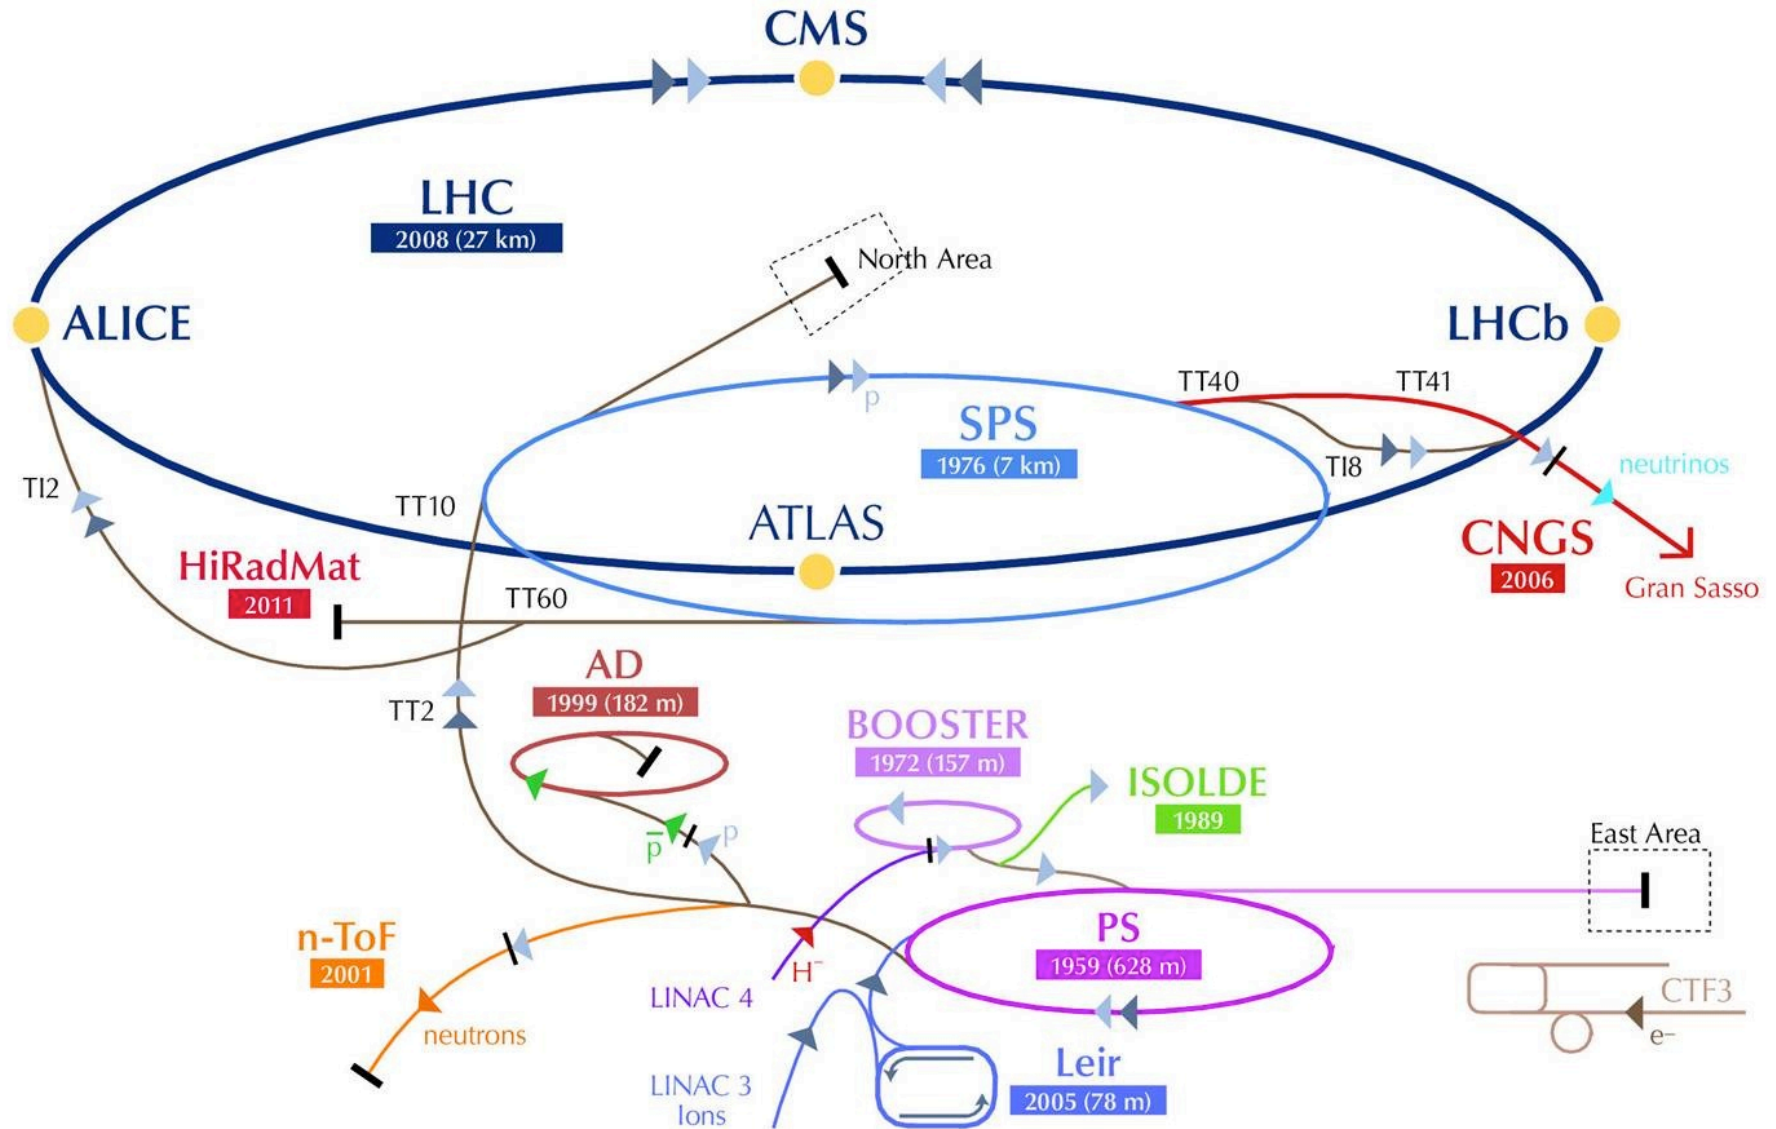 CMS
LHC
2008 (27 km)
North Area
ALICE
LHCb
TT40
TT41
p
SPS
1976 (7 km)
TI8
neutrinos
TI2
TT10
ATLAS
CNGS
2006
Gran Sasso
HiRadMat
2011
TT60
AD
1999 (182 m)
TT2
BOOSTER
1972 (157 m)
ISOLDE
1989
p̅
p
East Area
n-ToF
2001
PS
1959 (628 m)
H⁻
LINAC 4
CTF3
e–
neutrons
Leir
2005 (78 m)
LINAC 3
Ions